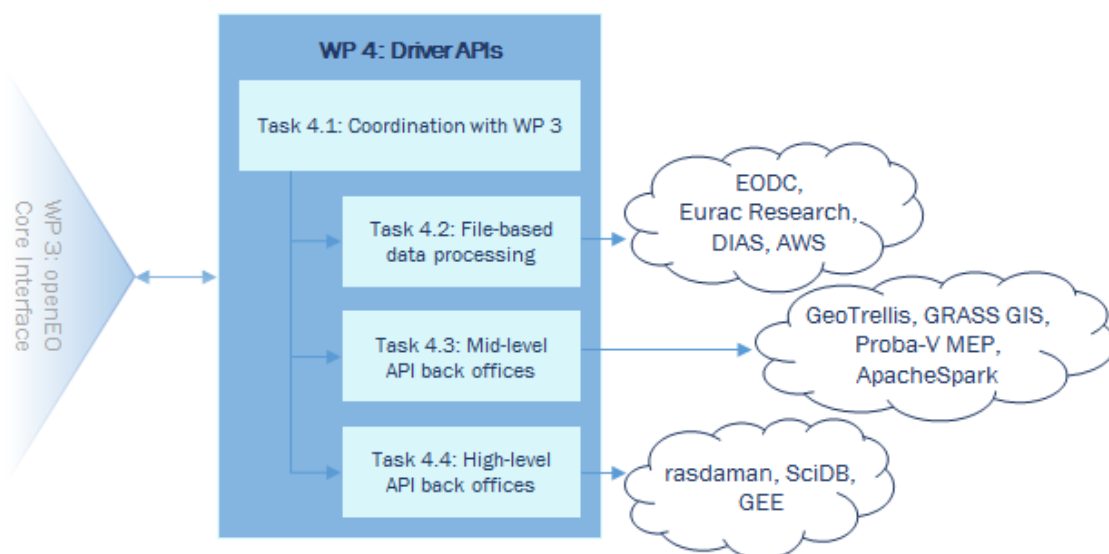 WP 4: Driver APIs
Task 4.1: Coordination with WP 3
WP 3: openEO
Core Interface
Task 4.2: File-based
data processing
EODC,
Eurac Research,
DIAS, AWS
Task 4.3: Mid-level
API back offices
GeoTrellis, GRASS GIS,
Proba-V MEP,
ApacheSpark
Task 4.4: High-level
API back offices
rasdaman, SciDB,
GEE